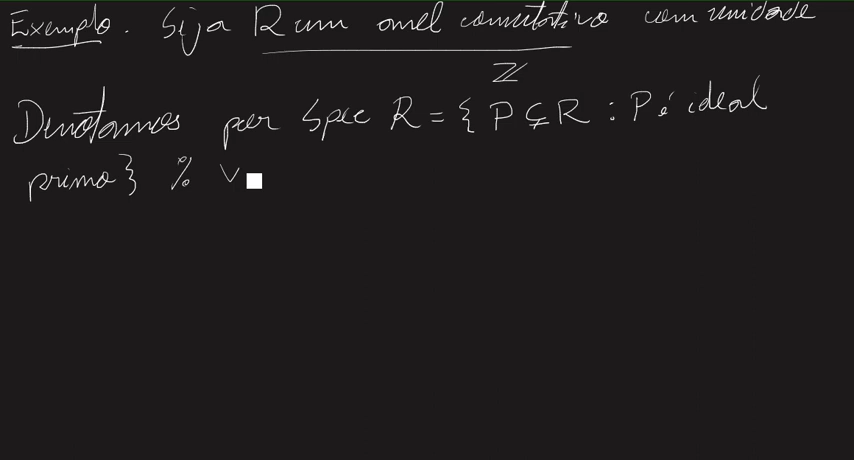 Exemplo. Seja R um anel comutativo com unidade
ℤ
Denotamos por Spec R = { P ⊊ R : P é ideal
primo } % V